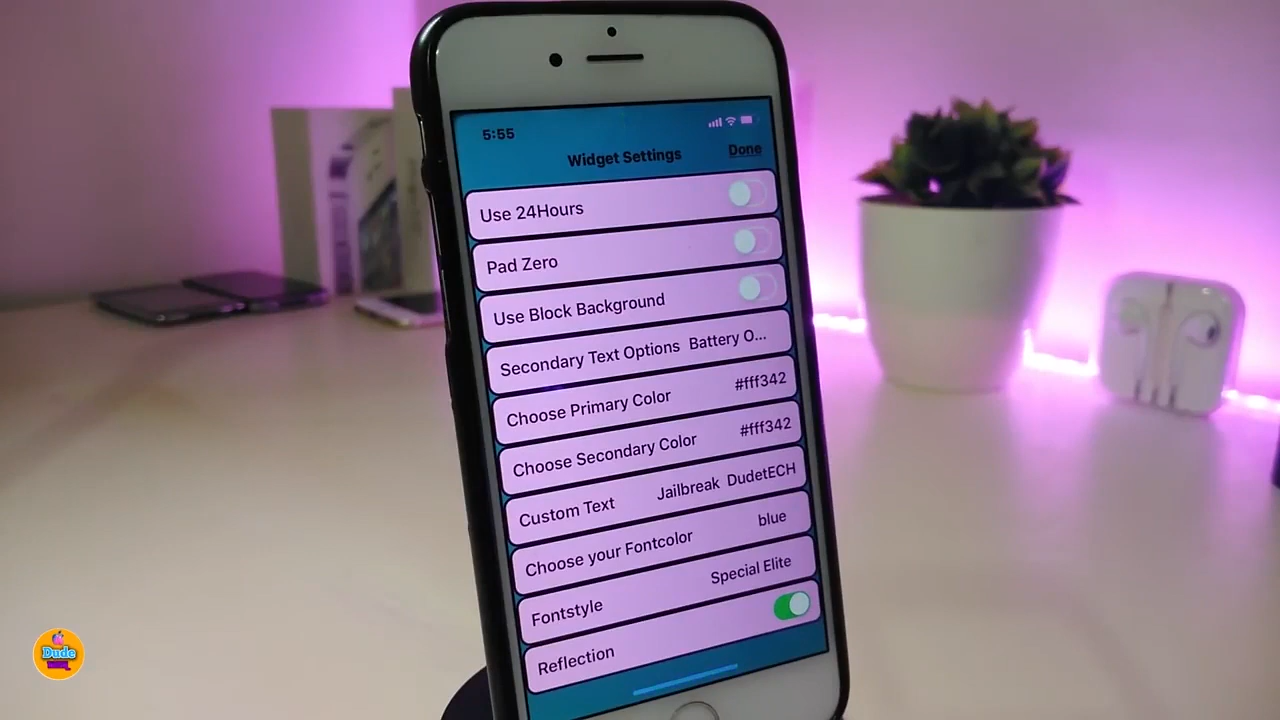 5:55
Widget Settings
Done
Use 24Hours
Pad Zero
Use Block Background
Secondary Text Options Battery O...
Choose Primary Color #fff342
Choose Secondary Color #fff342
Custom Text Jailbreak DudetECH
Choose your Fontcolor blue
Fontstyle Special Elite
Reflection
Dude